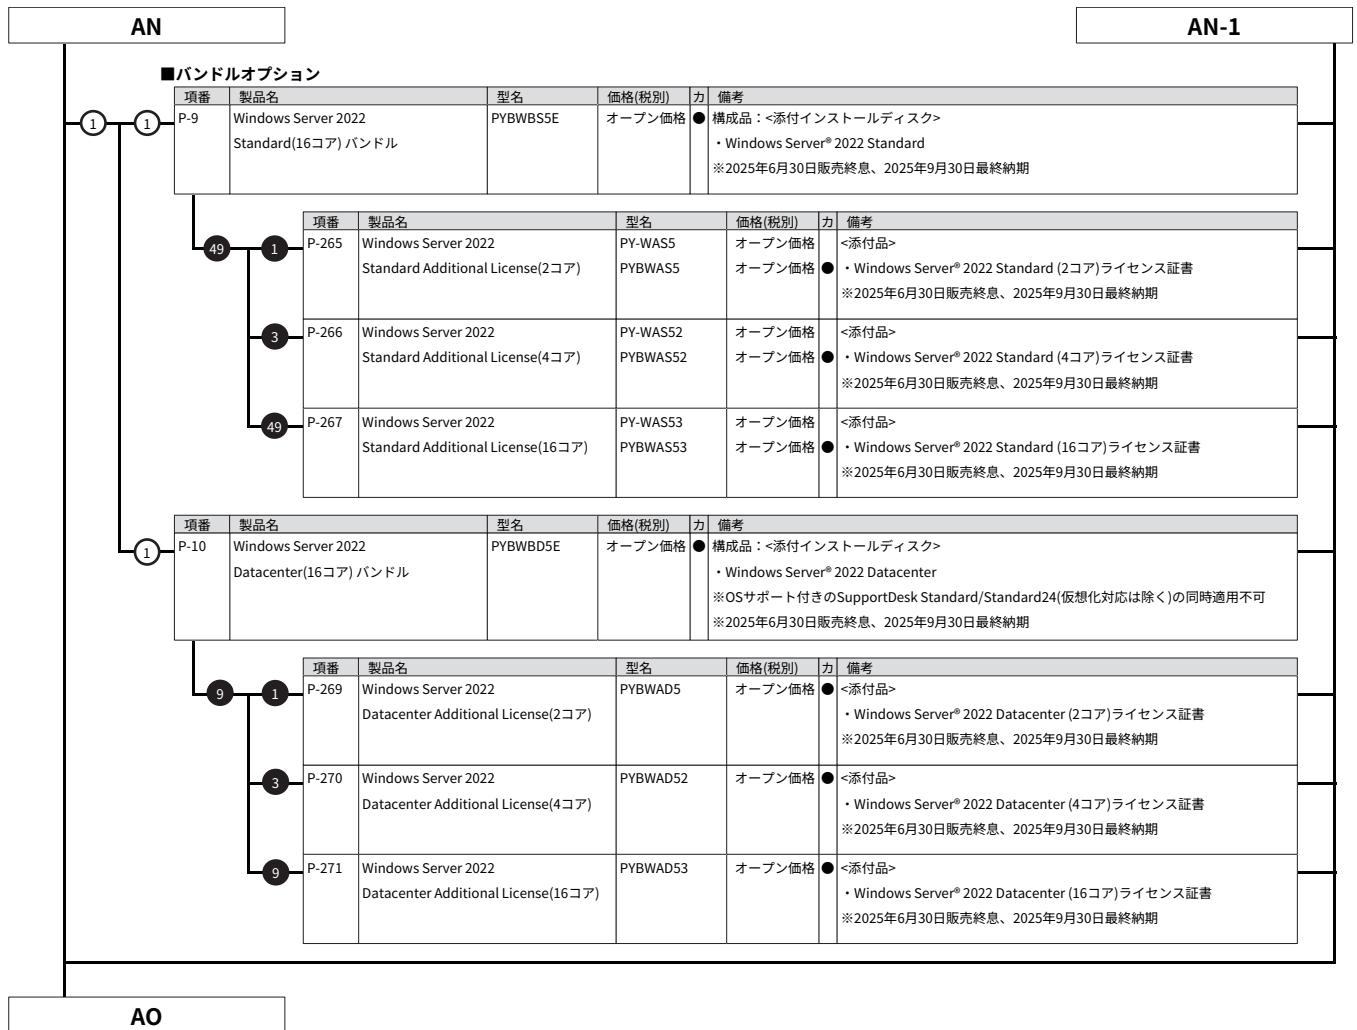 AN
AN-1
■バンドルオプション
項番 製品名 型名 価格(税別) カ 備考
1 1 P-9 Windows Server 2022 PYBWBS5E オープン価格 ● 構成品：<添付インストールディスク>
Standard(16コア) バンドル ・Windows Server® 2022 Standard
※2025年6月30日販売終息、2025年9月30日最終納期
項番 製品名 型名 価格(税別) カ 備考
49 1 P-265 Windows Server 2022 PY-WAS5 オープン価格 <添付品>
Standard Additional License(2コア) PYBWAS5 オープン価格 ● ・Windows Server® 2022 Standard (2コア)ライセンス証書
※2025年6月30日販売終息、2025年9月30日最終納期
3 P-266 Windows Server 2022 PY-WAS52 オープン価格 <添付品>
Standard Additional License(4コア) PYBWAS52 オープン価格 ● ・Windows Server® 2022 Standard (4コア)ライセンス証書
※2025年6月30日販売終息、2025年9月30日最終納期
49 P-267 Windows Server 2022 PY-WAS53 オープン価格 <添付品>
Standard Additional License(16コア) PYBWAS53 オープン価格 ● ・Windows Server® 2022 Standard (16コア)ライセンス証書
※2025年6月30日販売終息、2025年9月30日最終納期
項番 製品名 型名 価格(税別) カ 備考
1 P-10 Windows Server 2022 PYBWBD5E オープン価格 ● 構成品：<添付インストールディスク>
Datacenter(16コア) バンドル ・Windows Server® 2022 Datacenter
※OSサポート付きのSupportDesk Standard/Standard24(仮想化対応は除く)の同時適用不可
※2025年6月30日販売終息、2025年9月30日最終納期
項番 製品名 型名 価格(税別) カ 備考
9 1 P-269 Windows Server 2022 PYBWAD5 オープン価格 ● <添付品>
Datacenter Additional License(2コア) ・Windows Server® 2022 Datacenter (2コア)ライセンス証書
※2025年6月30日販売終息、2025年9月30日最終納期
3 P-270 Windows Server 2022 PYBWAD52 オープン価格 ● <添付品>
Datacenter Additional License(4コア) ・Windows Server® 2022 Datacenter (4コア)ライセンス証書
※2025年6月30日販売終息、2025年9月30日最終納期
9 P-271 Windows Server 2022 PYBWAD53 オープン価格 ● <添付品>
Datacenter Additional License(16コア) ・Windows Server® 2022 Datacenter (16コア)ライセンス証書
※2025年6月30日販売終息、2025年9月30日最終納期
AO